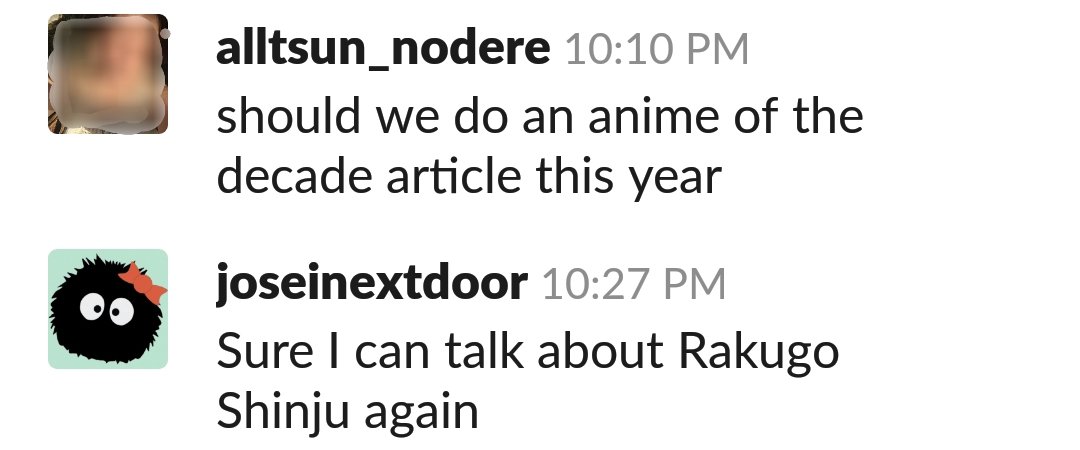 alltsun_nodere 10:10 PM
should we do an anime of the
decade article this year
joseinextdoor 10:27 PM
Sure I can talk about Rakugo
Shinju again